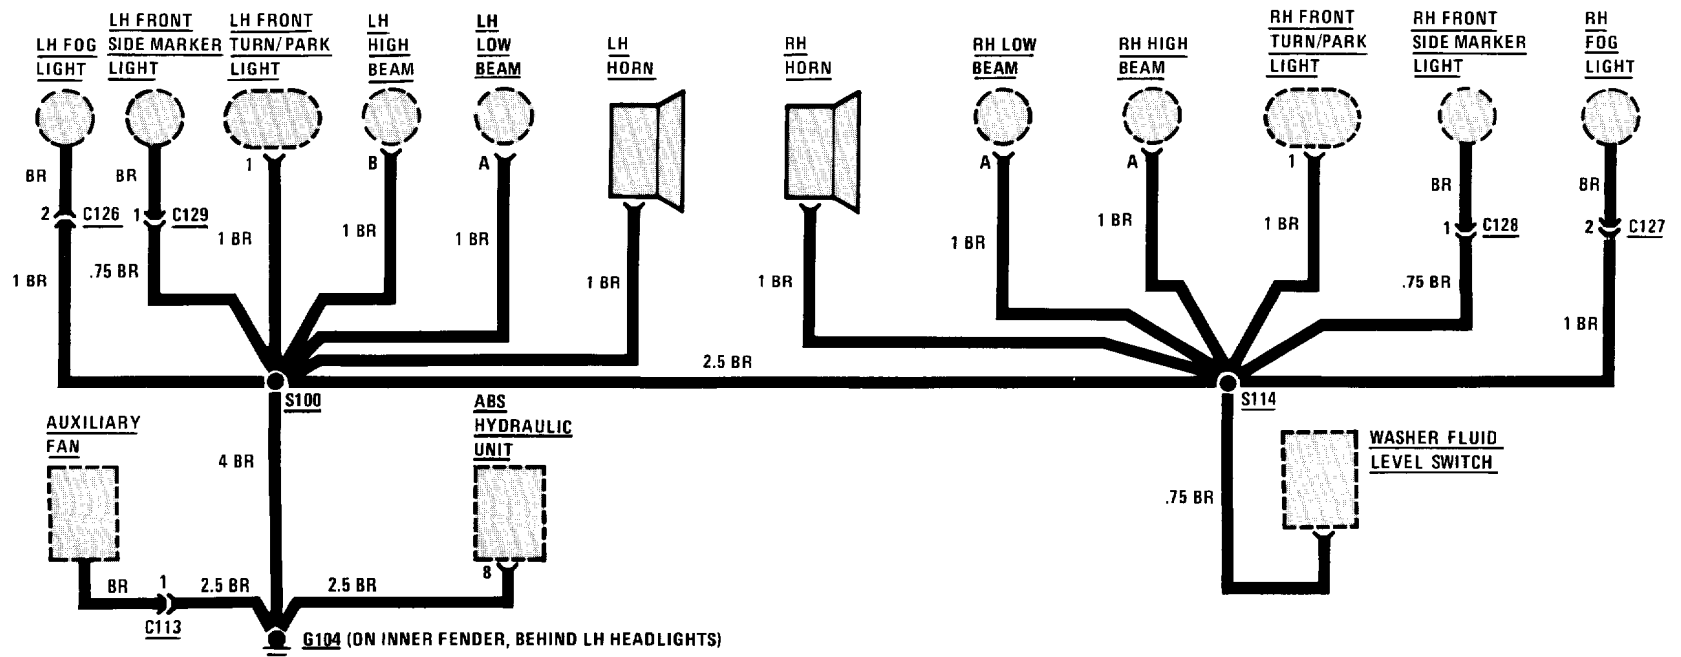 LH FOG
LIGHT
LH FRONT
SIDE MARKER
LIGHT
LH FRONT
TURN/PARK
LIGHT
LH
HIGH
BEAM
LH
LOW
BEAM
LH
HORN
RH
HORN
RH LOW
BEAM
RH HIGH
BEAM
RH FRONT
TURN/PARK
LIGHT
RH FRONT
SIDE MARKER
LIGHT
RH
FOG
LIGHT
BR
BR
1
B
A
A
A
1
BR
BR
2
C126
1
C129
1 BR
1 BR
1 BR
1 BR
1 BR
1 BR
1
C128
2
C127
1 BR
.75 BR
1 BR
1 BR
.75 BR
1 BR
2.5 BR
S100
S114
AUXILIARY
FAN
4 BR
ABS
HYDRAULIC
UNIT
WASHER FLUID
LEVEL SWITCH
.75 BR
BR
1
C113
2.5 BR
2.5 BR
8
G104 (ON INNER FENDER, BEHIND LH HEADLIGHTS)